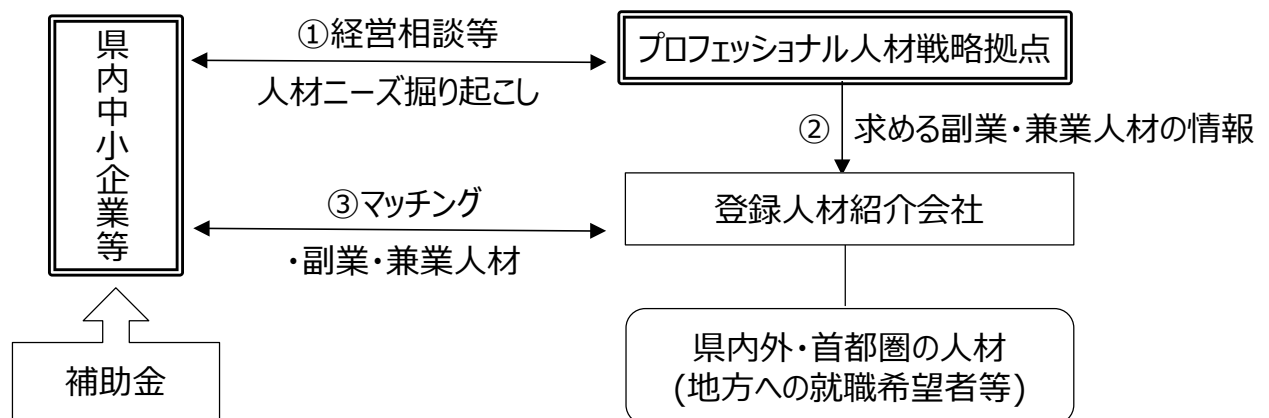 県内中小企業等
①経営相談等
人材ニーズ掘り起こし
プロフェッショナル人材戦略拠点
② 求める副業・兼業人材の情報
③マッチング
・副業・兼業人材
登録人材紹介会社
県内外・首都圏の人材
(地方への就職希望者等)
補助金